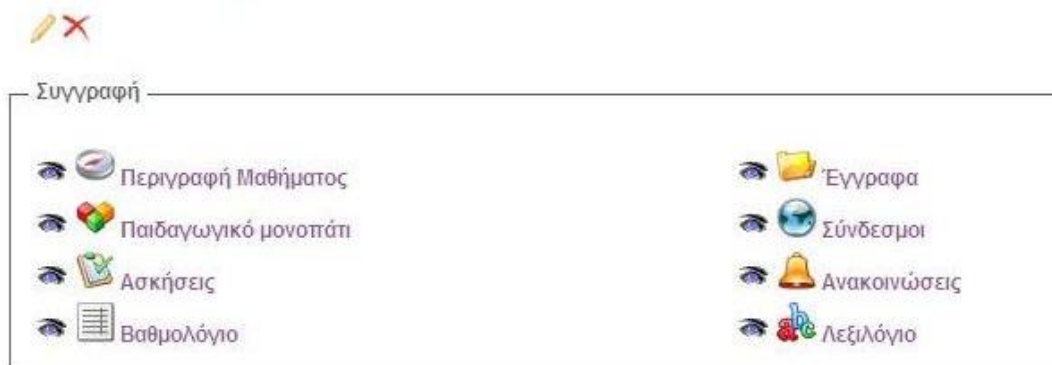 Συγγραφή
Περιγραφή Μαθήματος
Έγγραφα
Παιδαγωγικό μονοπάτι
Σύνδεσμοι
Ασκήσεις
Ανακοινώσεις
Βαθμολόγιο
Λεξιλόγιο